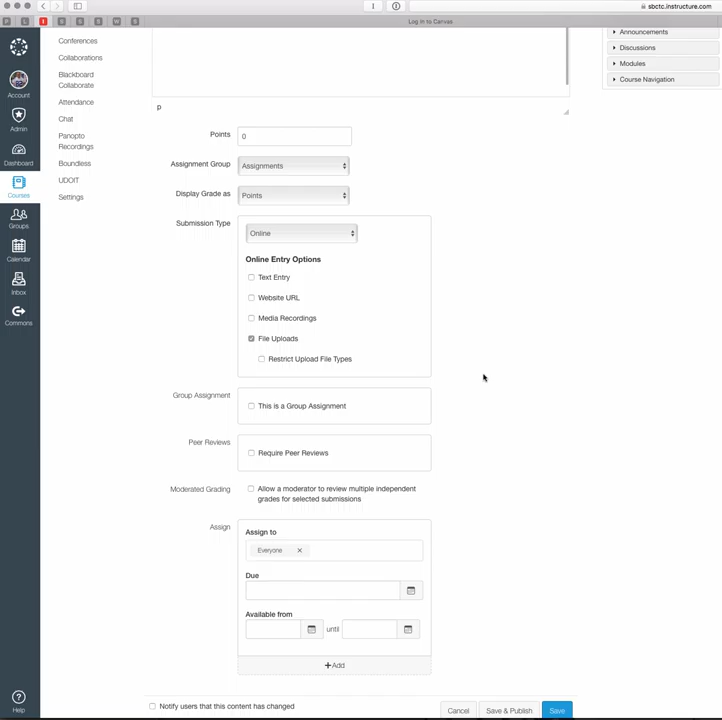 sbctc.instructure.com
P L I S S S W S
Log In to Canvas
Conferences
Collaborations
Blackboard
Collaborate
Attendance
Chat
Panopto
Recordings
Boundless
UDOIT
Settings
Account
Admin
Dashboard
Courses
Groups
Calendar
Inbox
Commons
Help
Announcements
Discussions
Modules
Course Navigation
p
Points 0
Assignment Group Assignments
Display Grade as Points
Submission Type Online
Online Entry Options
Text Entry
Website URL
Media Recordings
File Uploads
Restrict Upload File Types
Group Assignment This is a Group Assignment
Peer Reviews Require Peer Reviews
Moderated Grading Allow a moderator to review multiple independent
grades for selected submissions
Assign Assign to
Everyone ×
Due
Available from
until
+Add
Notify users that this content has changed Cancel Save & Publish Save